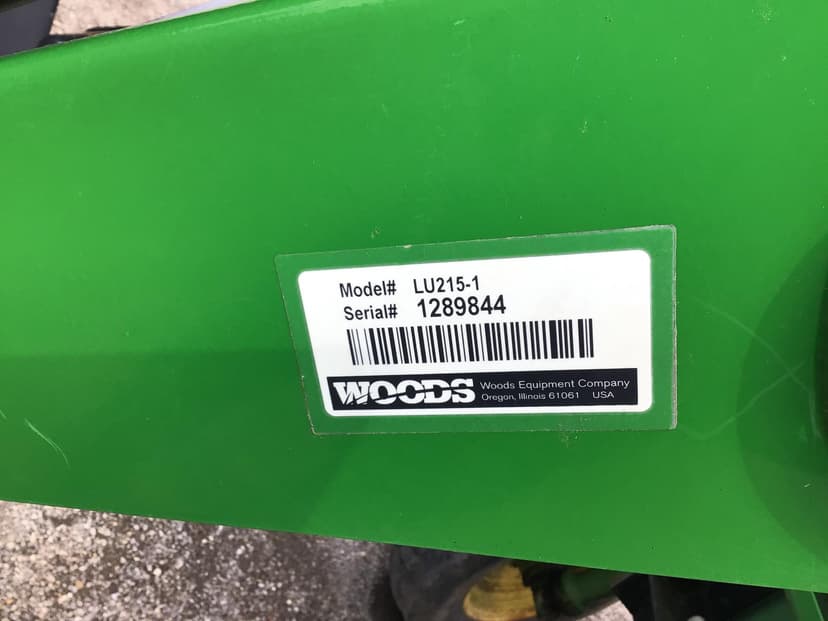 Model# LU215-1
Serial# 1289844
WOODS Woods Equipment Company
Oregon, Illinois 61061 USA